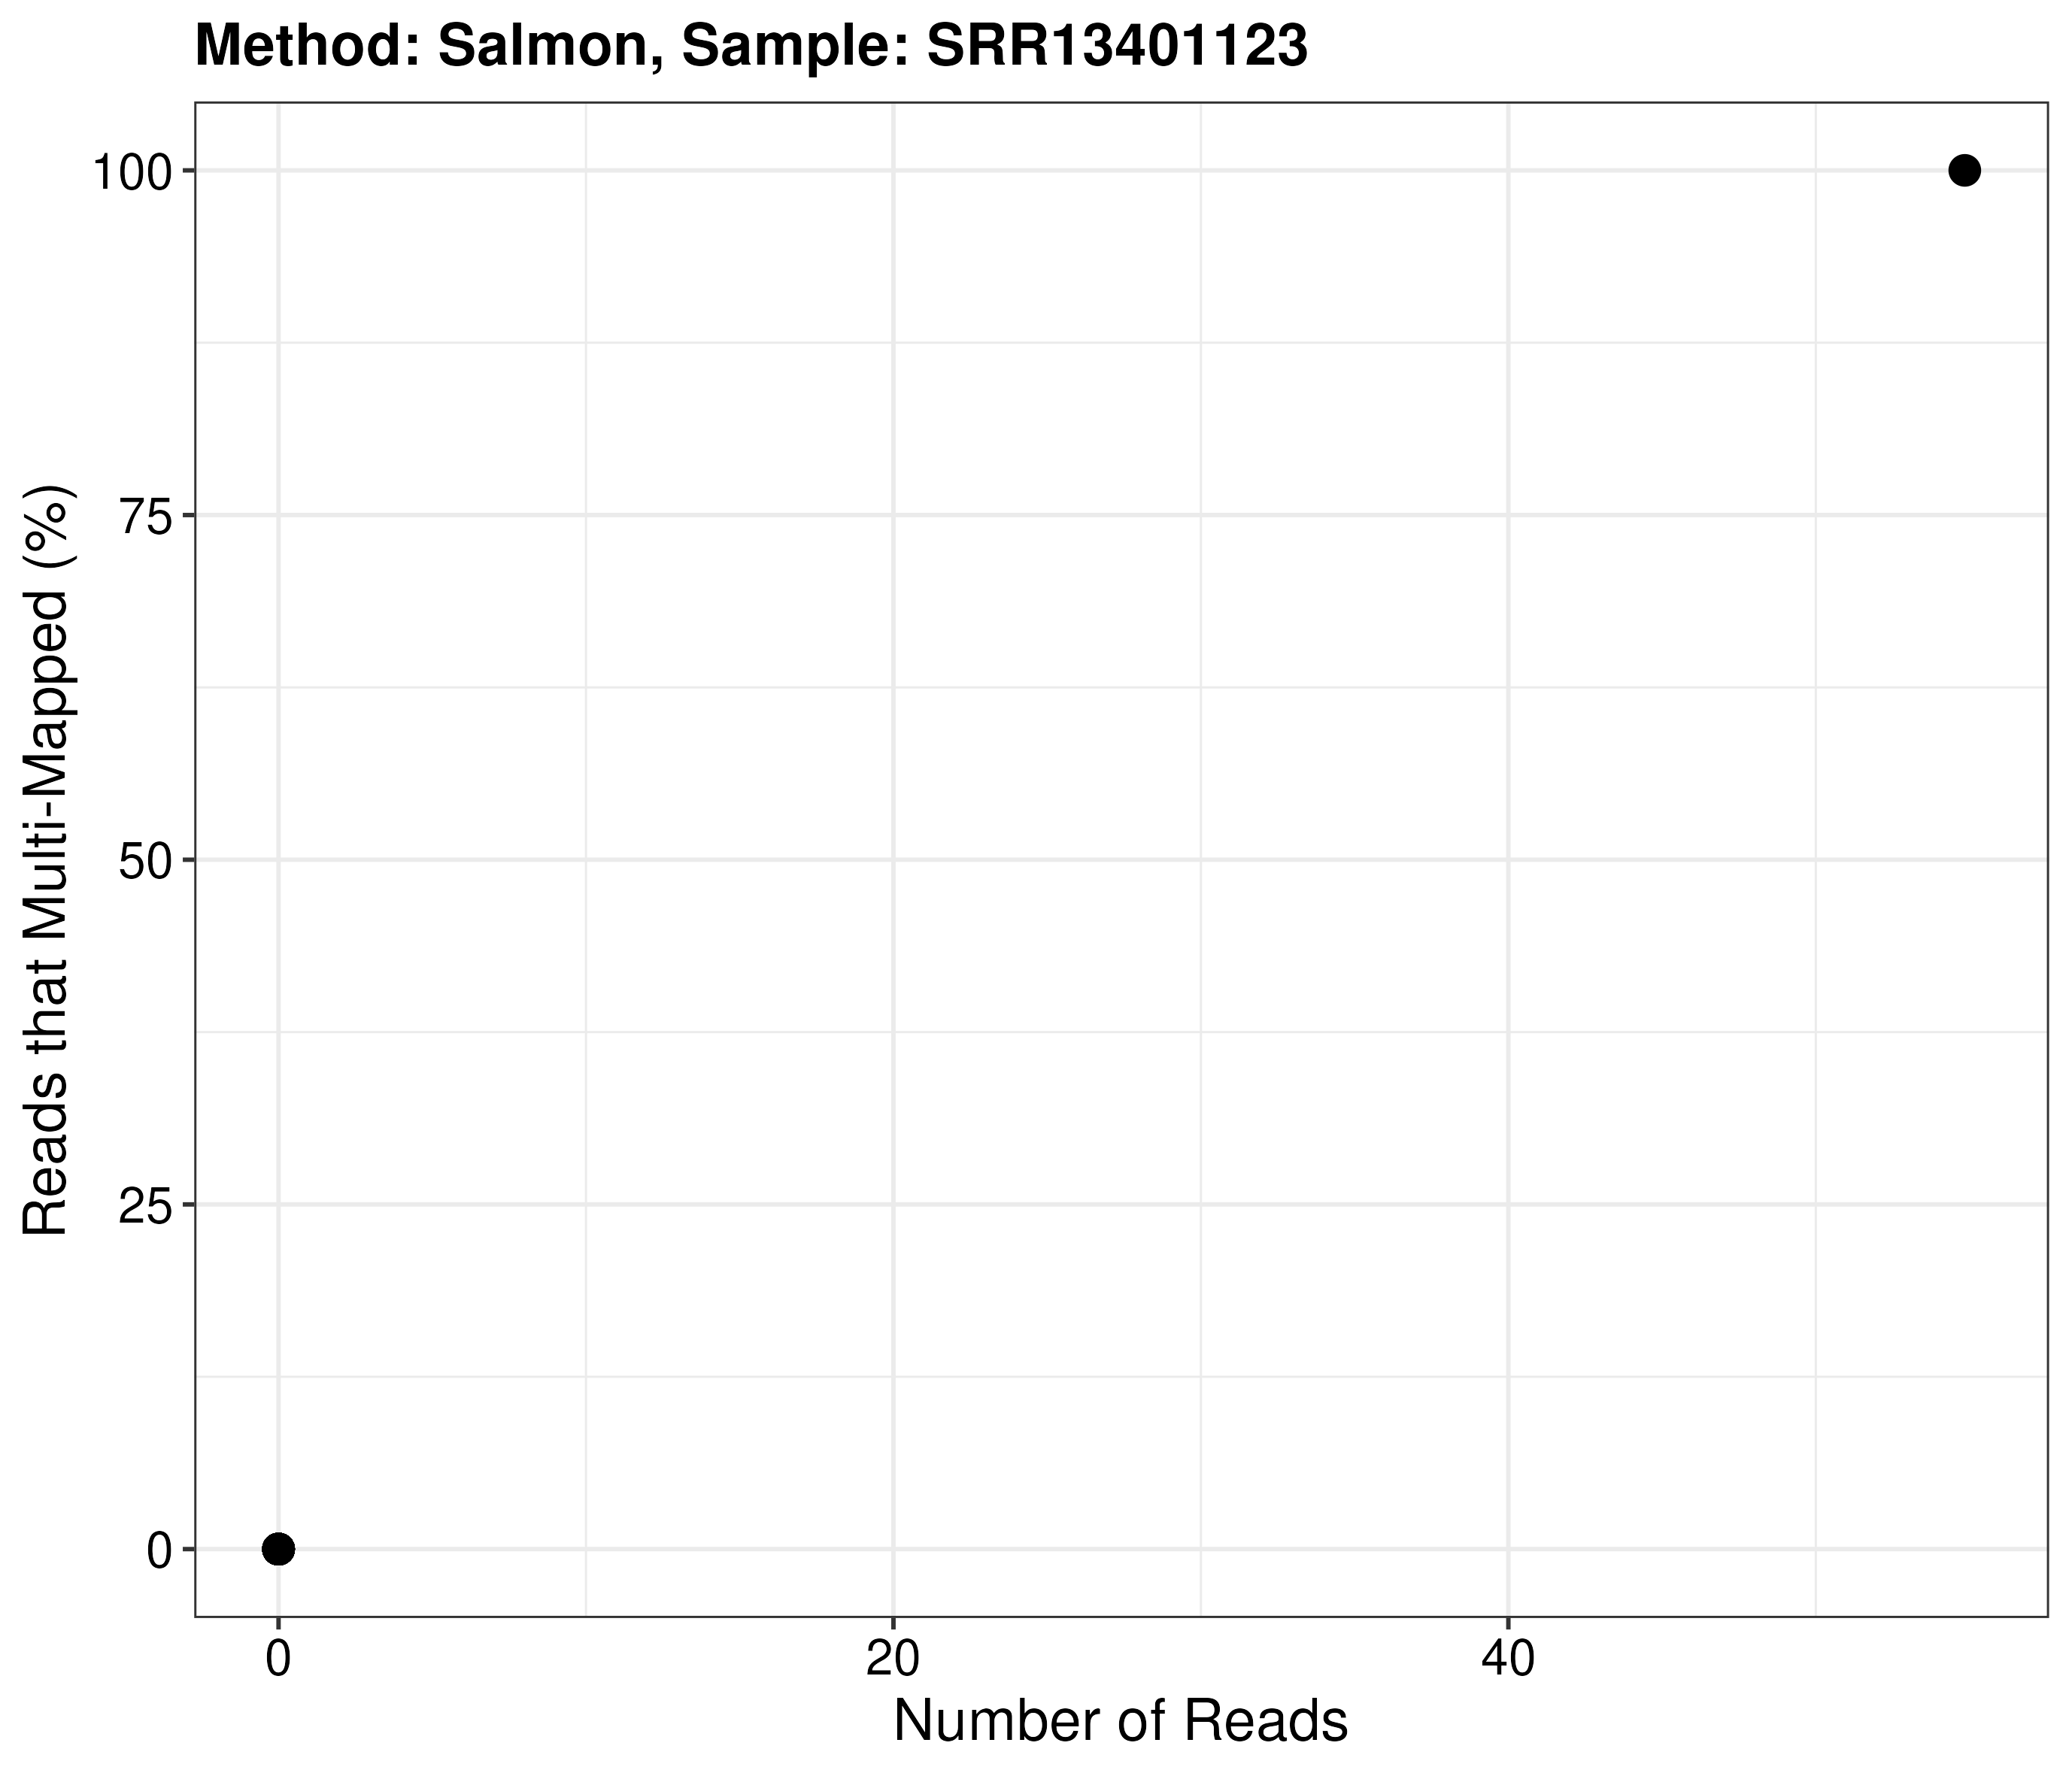 Method: Salmon, Sample: SRR13401123
Reads that Multi-Mapped (%)
100
75
50
25
0
0 20 40
Number of Reads